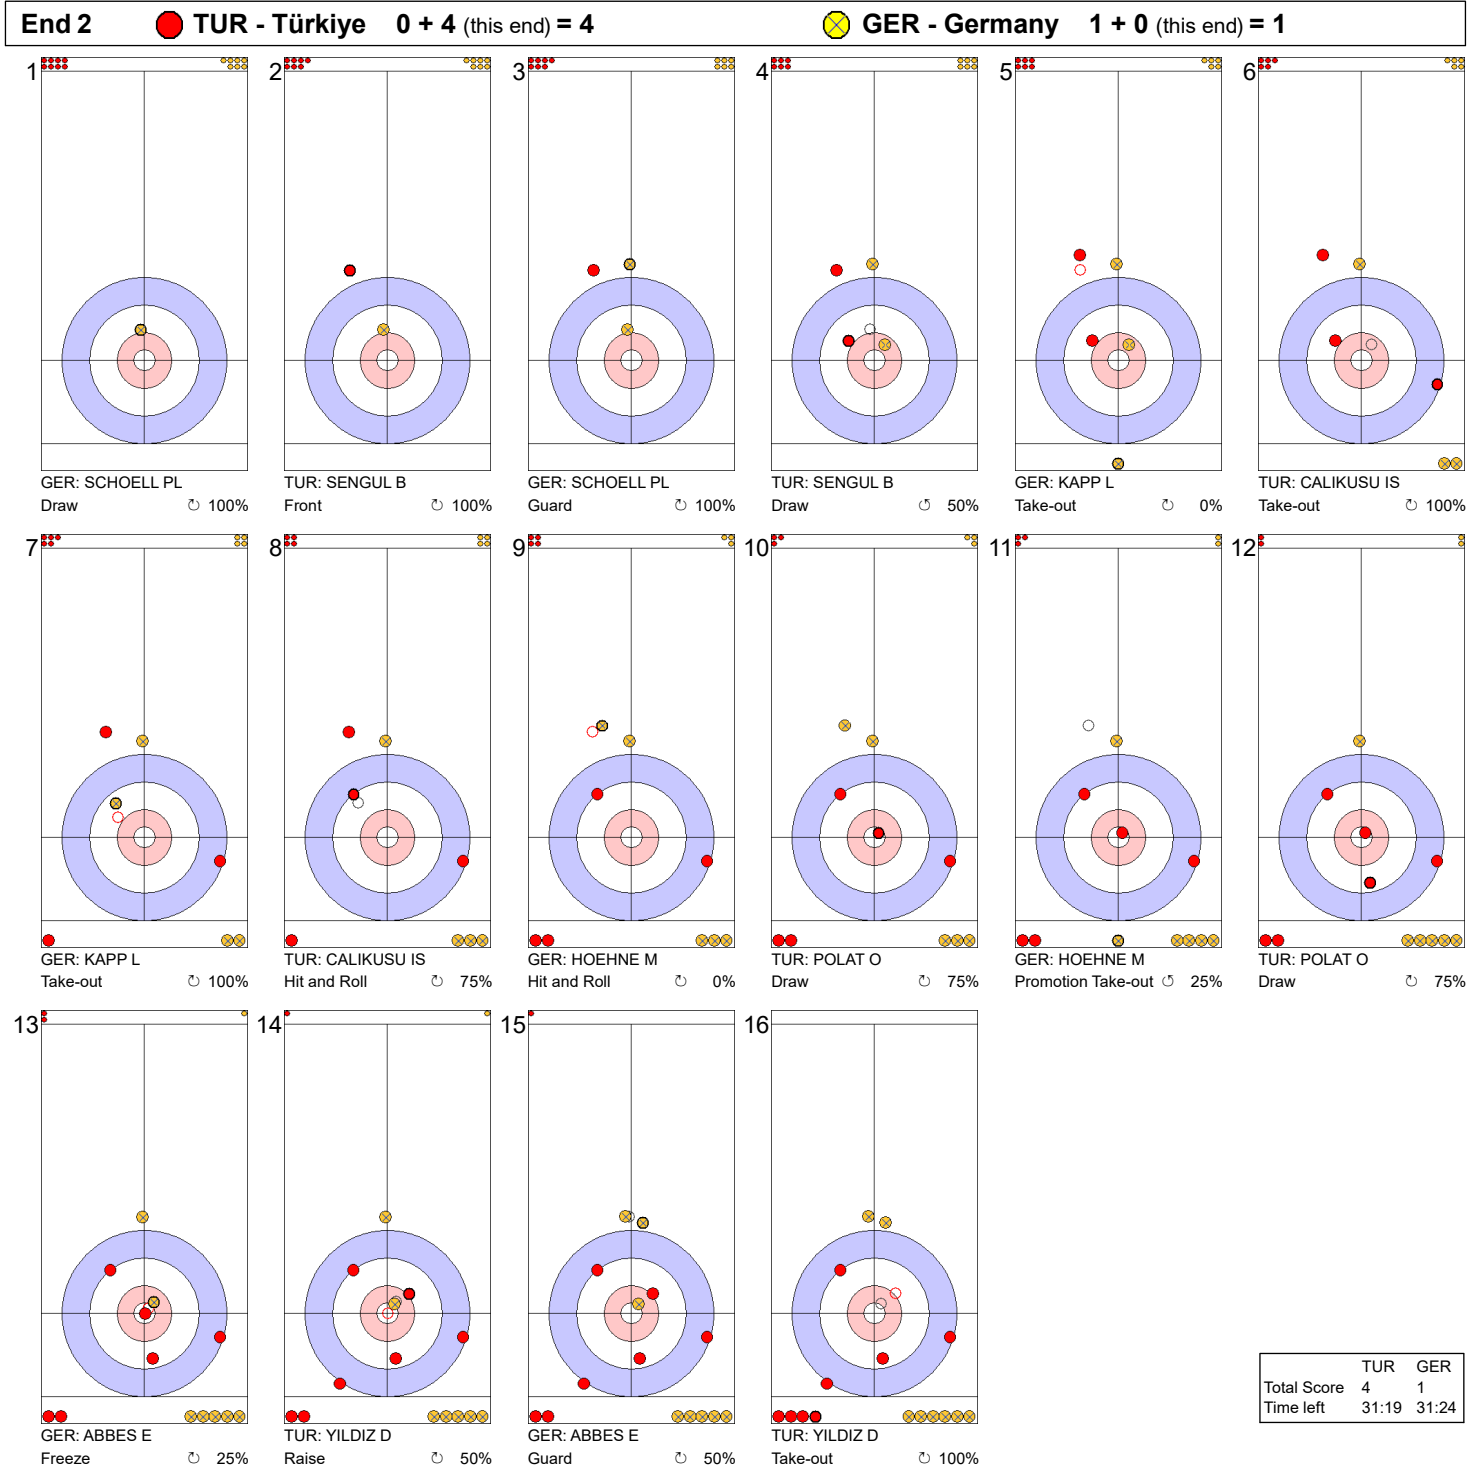 End 2 TUR - Türkiye 0 + 4 (this end) = 4 GER - Germany 1 + 0 (this end) = 1
1 2 3 4 5 6
GER: SCHOELL PL TUR: SENGUL B GER: SCHOELL PL TUR: SENGUL B GER: KAPP L TUR: CALIKUSU IS
Draw ↻ 100% Front ↻ 100% Guard ↻ 100% Draw ↺ 50% Take-out ↻ 0% Take-out ↻ 100%
7 8 9 10 11 12
GER: KAPP L TUR: CALIKUSU IS GER: HOEHNE M TUR: POLAT O GER: HOEHNE M TUR: POLAT O
Take-out ↻ 100% Hit and Roll ↻ 75% Hit and Roll ↻ 0% Draw ↻ 75% Promotion Take-out ↺ 25% Draw ↻ 75%
13 14 15 16
GER: ABBES E TUR: YILDIZ D GER: ABBES E TUR: YILDIZ D
Freeze ↻ 25% Raise ↻ 50% Guard ↻ 50% Take-out ↻ 100%
TUR GER
Total Score 4 1
Time left 31:19 31:24